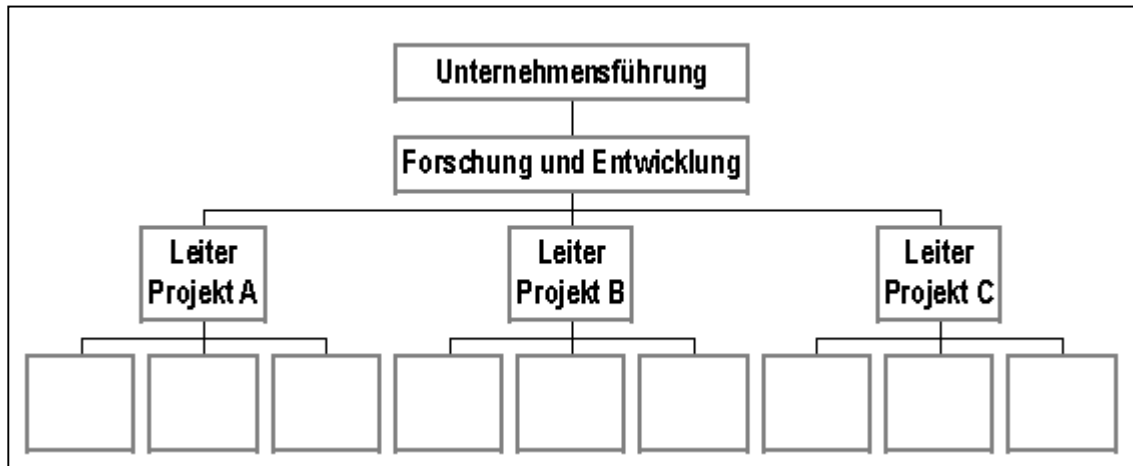 Unternehmensführung
Forschung und Entwicklung
Leiter
Projekt A
Leiter
Projekt B
Leiter
Projekt C